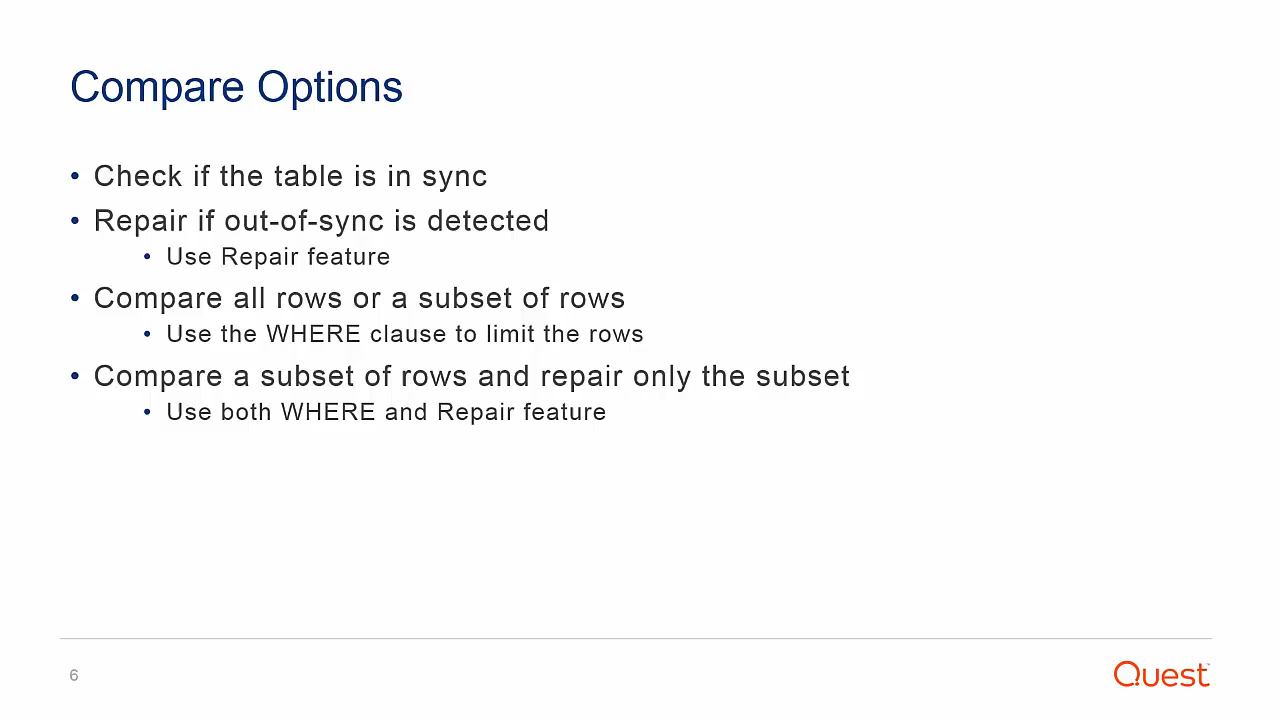 Compare Options
• Check if the table is in sync
• Repair if out-of-sync is detected
• Use Repair feature
• Compare all rows or a subset of rows
• Use the WHERE clause to limit the rows
• Compare a subset of rows and repair only the subset
• Use both WHERE and Repair feature
6
Quest